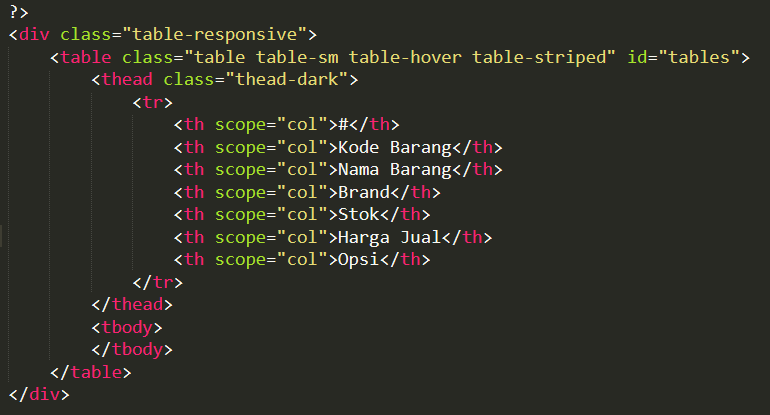 ?>
<div class="table-responsive">
<table class="table table-sm table-hover table-striped" id="tables">
<thead class="thead-dark">
<tr>
<th scope="col">#</th>
<th scope="col">Kode Barang</th>
<th scope="col">Nama Barang</th>
<th scope="col">Brand</th>
<th scope="col">Stok</th>
<th scope="col">Harga Jual</th>
<th scope="col">Opsi</th>
</tr>
</thead>
<tbody>
</tbody>
</table>
</div>